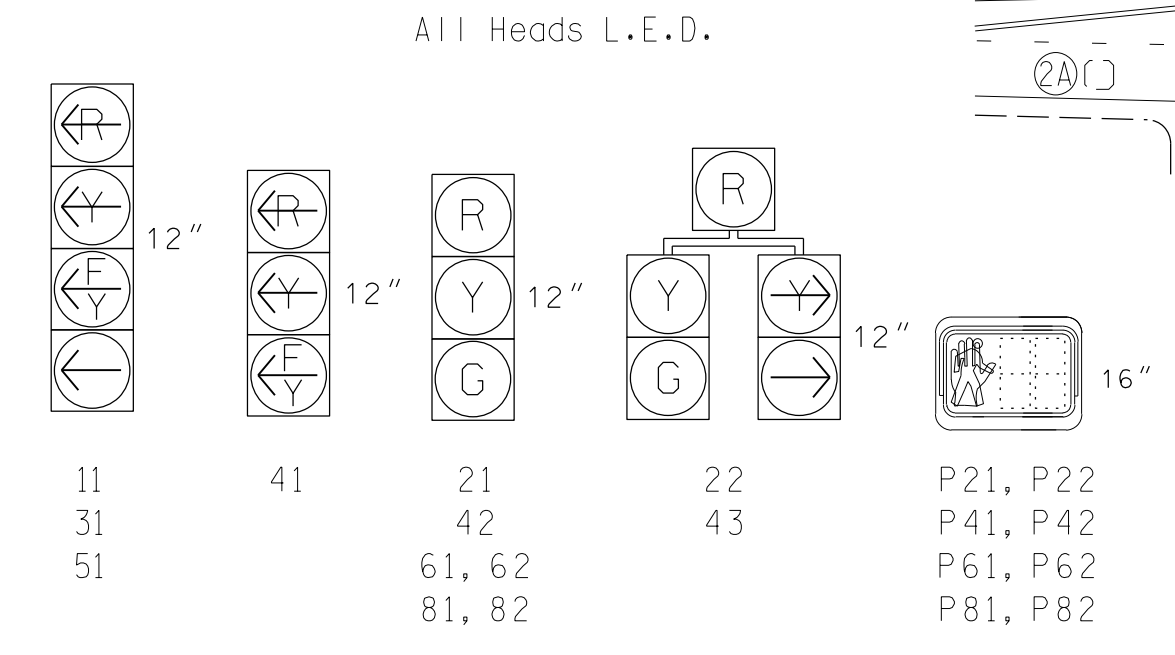 All Heads L.E.D.
2A
R
Y
F
Y
12"
R
Y
F
Y
12"
R
Y
G
12"
R
Y
G
Y
12"
16"
11
31
51
41
21
42
61, 62
81, 82
22
43
P21, P22
P41, P42
P61, P62
P81, P82